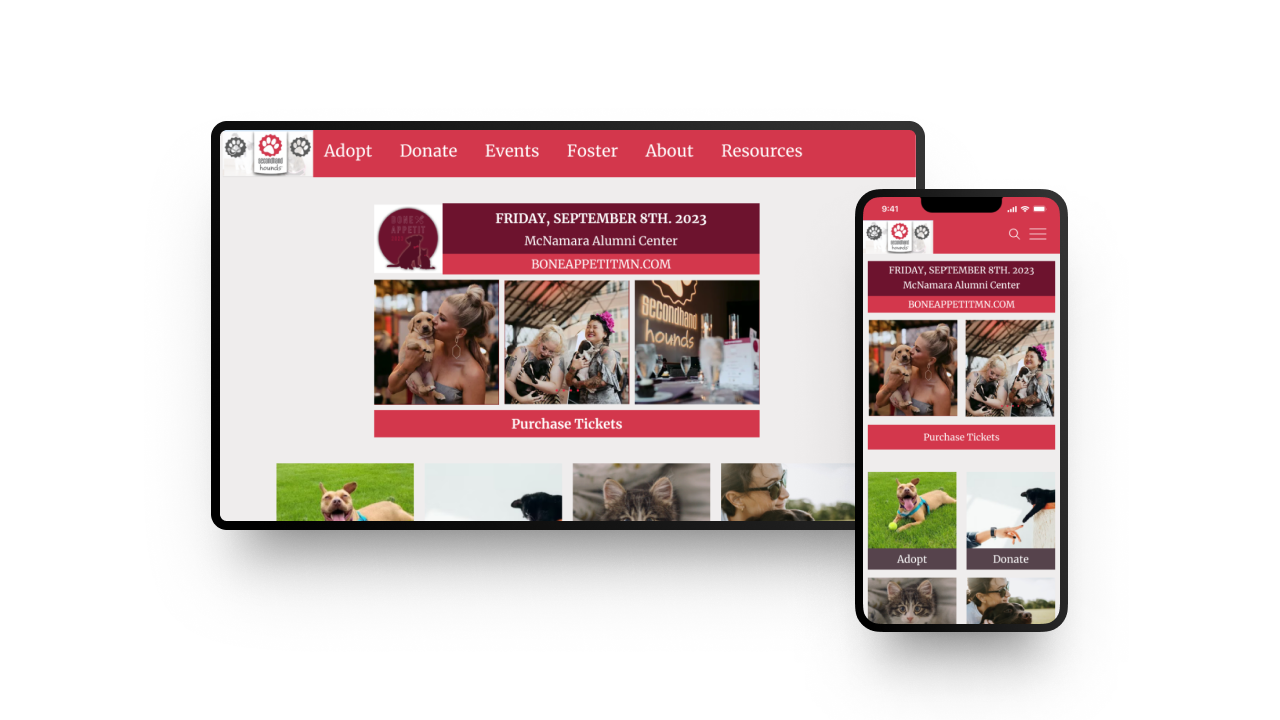 secondhand
hounds
Adopt
Donate
Events
Foster
About
Resources
BONE
APPETIT
FRIDAY, SEPTEMBER 8TH. 2023
McNamara Alumni Center
BONEAPPETITMN.COM
secondhand
hounds
Purchase Tickets
9:41
secondhand
hounds
FRIDAY, SEPTEMBER 8TH. 2023
McNamara Alumni Center
BONEAPPETITMN.COM
Purchase Tickets
Adopt
Donate